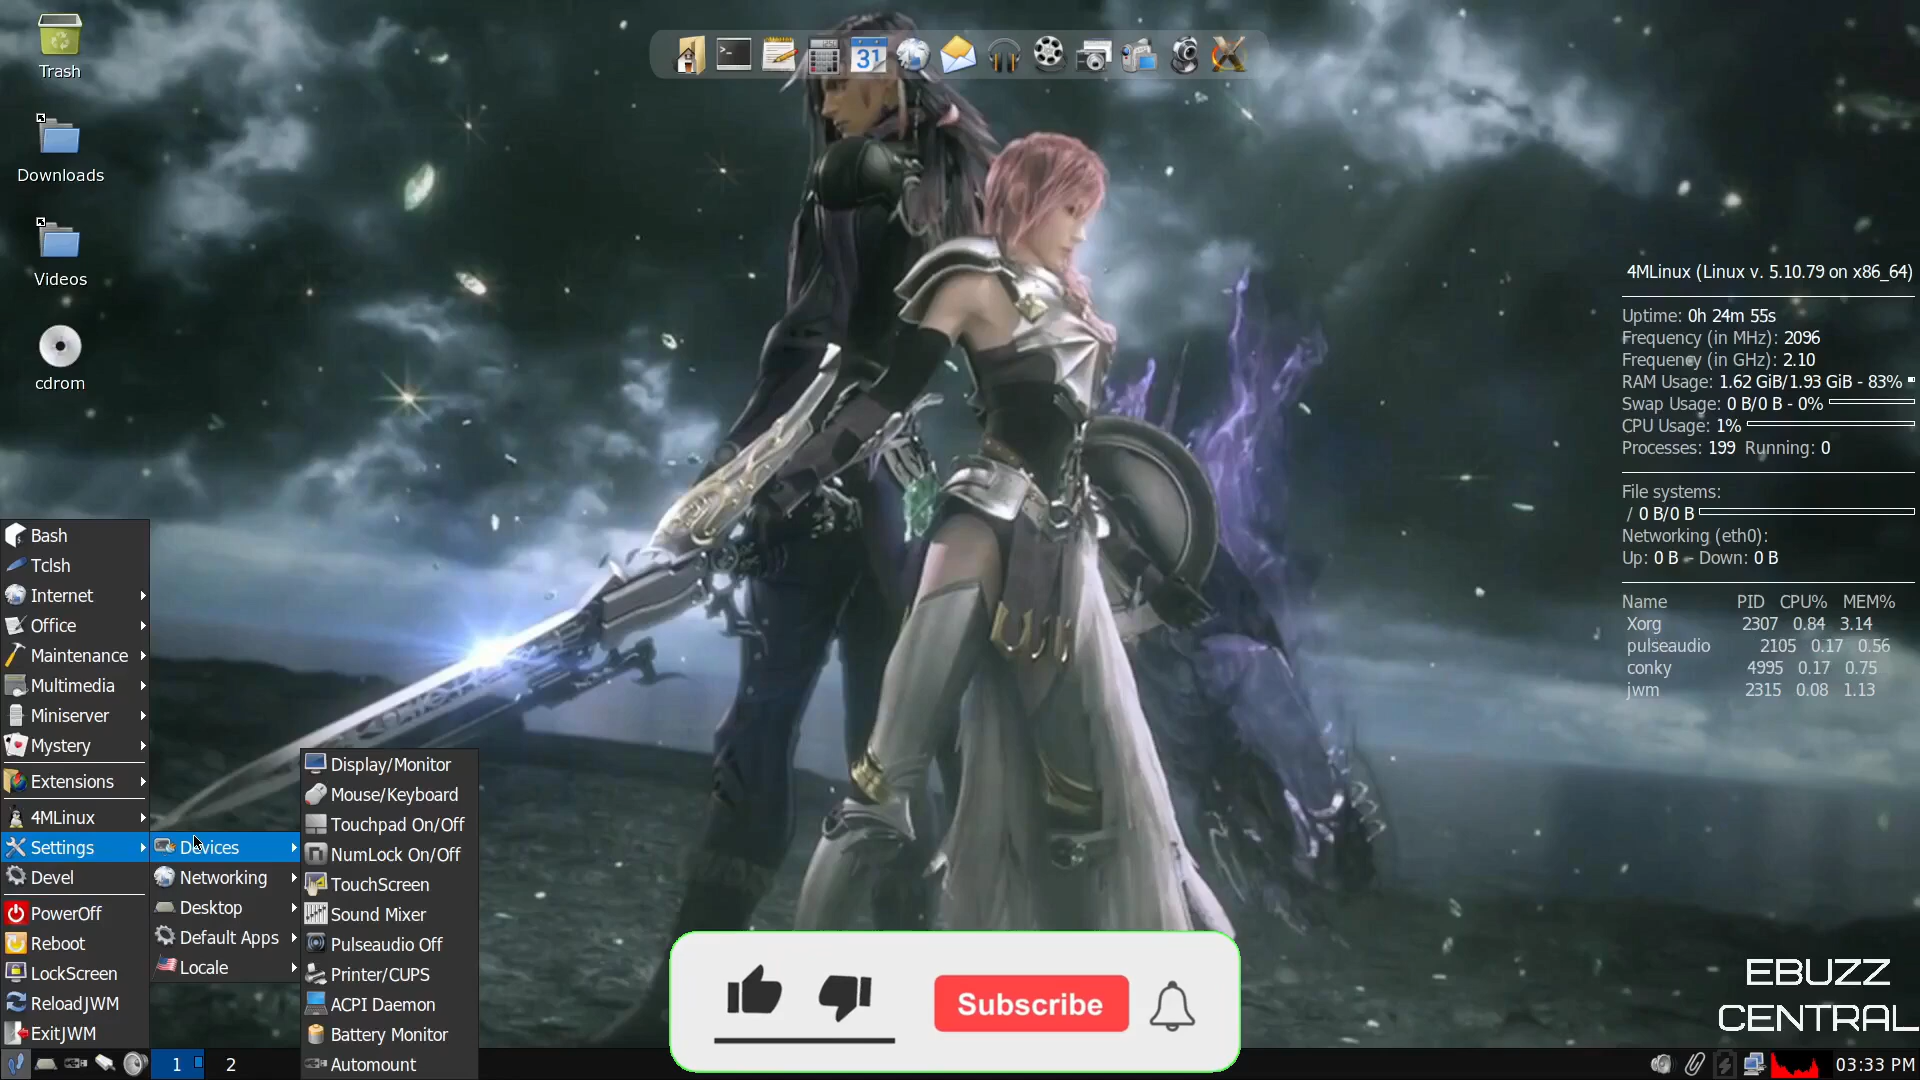 Trash
Downloads
Videos
cdrom
31
4MLinux (Linux v. 5.10.79 on x86_64)
Uptime: 0h 24m 55s
Frequency (in MHz): 2096
Frequency (in GHz): 2.10
RAM Usage: 1.62 GiB/1.93 GiB - 83%
Swap Usage: 0 B/0 B - 0%
CPU Usage: 1%
Processes: 199 Running: 0
File systems:
/ 0 B/0 B
Networking (eth0):
Up: 0 B - Down: 0 B
Name PID CPU% MEM%
Xorg 2307 0.84 3.14
pulseaudio 2105 0.17 0.56
conky 4995 0.17 0.75
jwm 2315 0.08 1.13
Bash
Tclsh
Internet
Office
Maintenance
Multimedia
Miniserver
Mystery
Extensions
4MLinux
Settings
Devel
PowerOff
Reboot
LockScreen
ReloadJWM
ExitJWM
Devices
Networking
Desktop
Default Apps
Locale
Display/Monitor
Mouse/Keyboard
Touchpad On/Off
NumLock On/Off
TouchScreen
Sound Mixer
Pulseaudio Off
Printer/CUPS
ACPI Daemon
Battery Monitor
Automount
Subscribe
EBUZZ
CENTRAL
1 2
03:33 PM